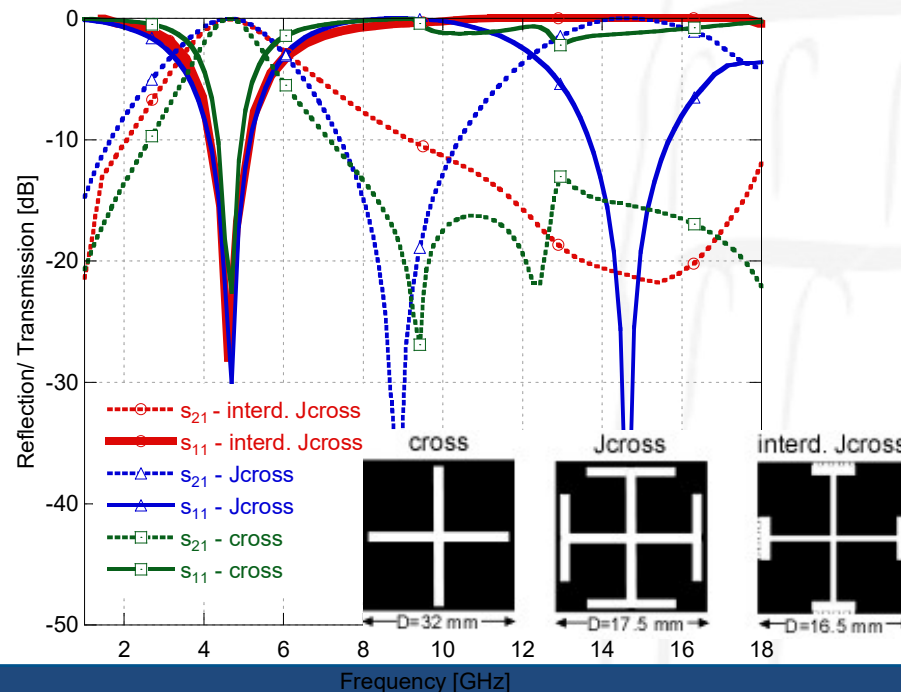 0
-10
-20
-30
-40
-50
Reflection/ Transmission [dB]
s21 - interd. Jcross
s11 - interd. Jcross
s21 - Jcross
s11 - Jcross
s21 - cross
s11 - cross
cross
Jcross
interd. Jcross
D=32 mm
D=17.5 mm
D=16.5 mm
2 4 6 8 10 12 14 16 18
Frequency [GHz]